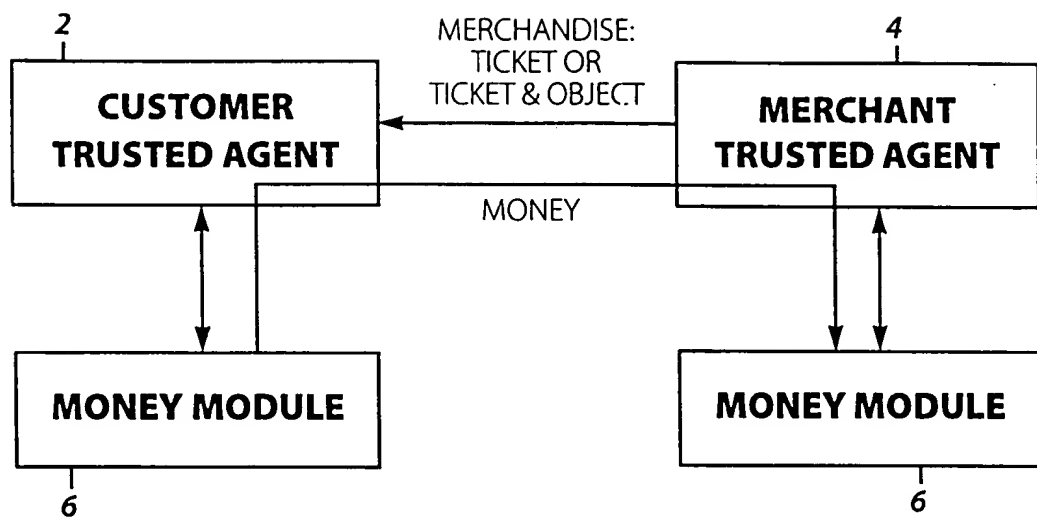 2
MERCHANDISE:
TICKET OR
TICKET & OBJECT
4
CUSTOMER
TRUSTED AGENT
MERCHANT
TRUSTED AGENT
MONEY
MONEY MODULE
MONEY MODULE
6
6